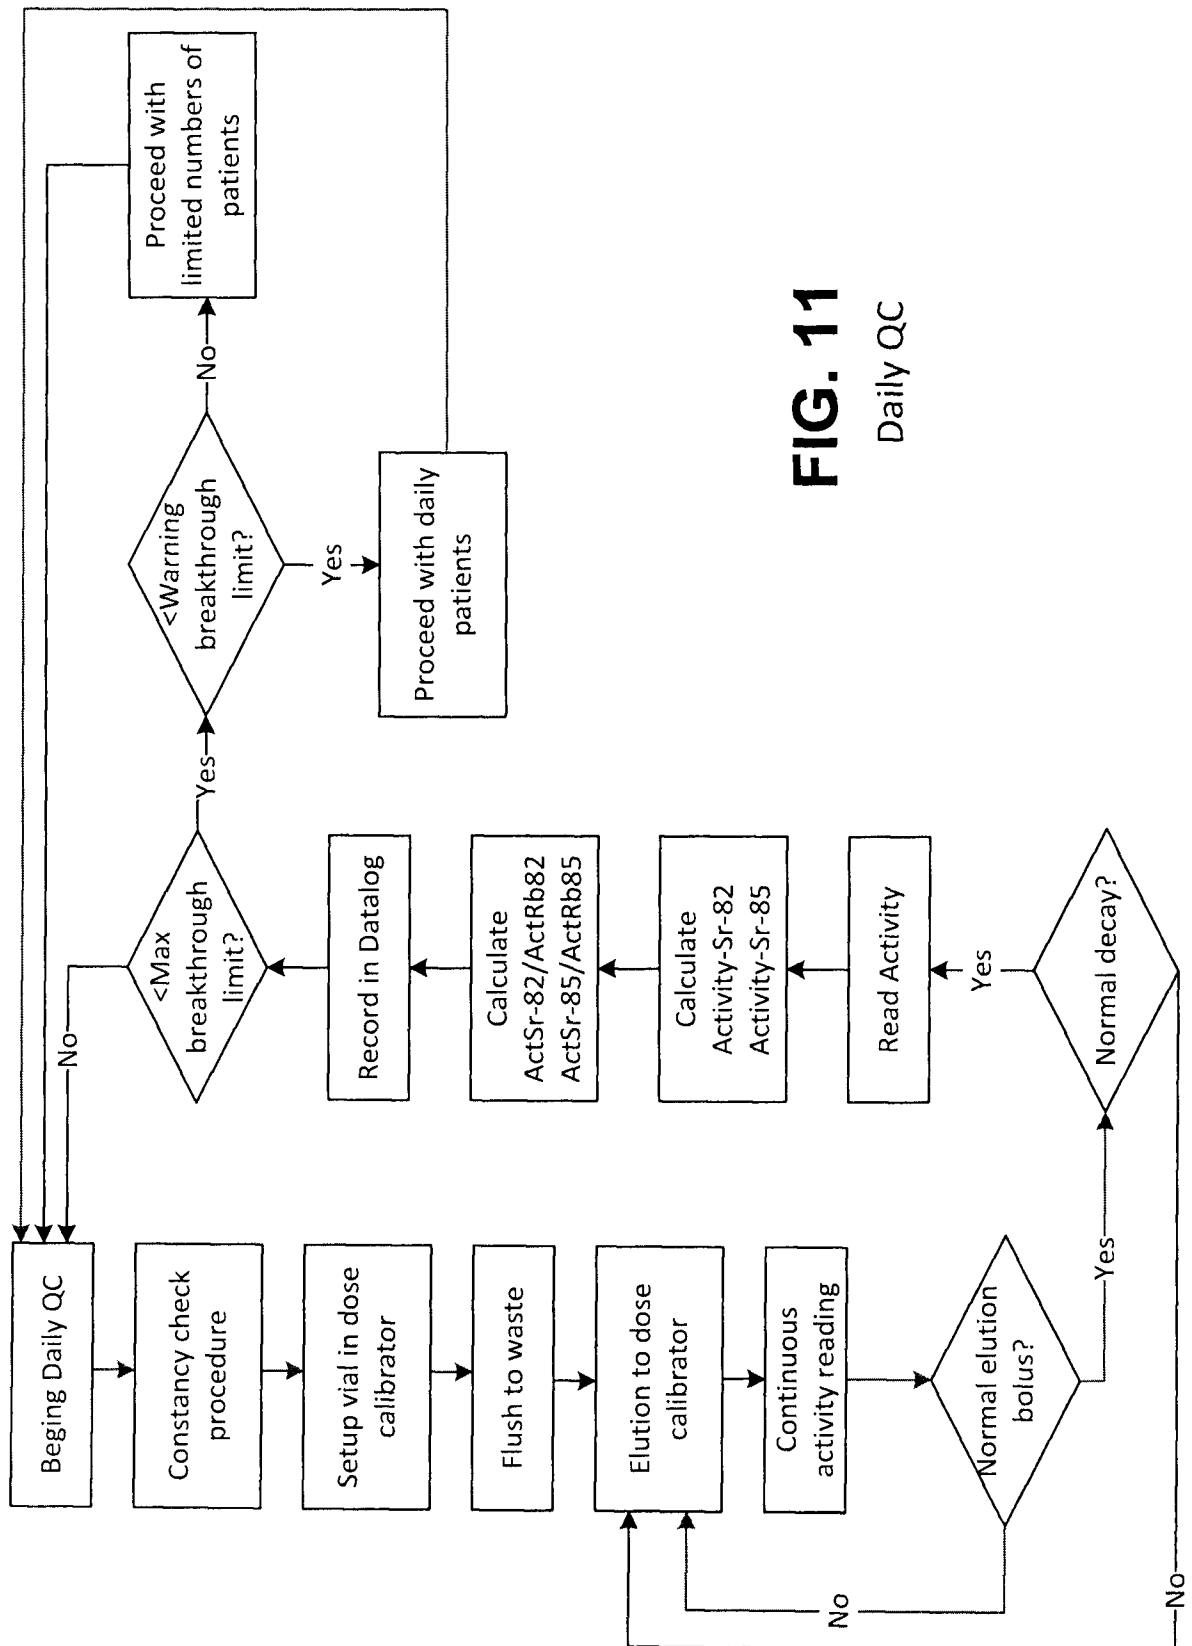 Beging Daily QC
Constancy check
procedure
Setup vial in dose
calibrator
Flush to waste
Elution to dose
calibrator
Continuous
activity reading
Normal elution
bolus?
No
Yes
Normal decay?
No
Yes
Read Activity
Calculate
Activity-Sr-82
Activity-Sr-85
Calculate
ActSr-82/ActRb82
ActSr-85/ActRb85
Record in Datalog
<Max
breakthrough
limit?
No
Yes
<Warning
breakthrough
limit?
No
Yes
Proceed with
limited numbers of
patients
Proceed with daily
patients
FIG. 11
Daily QC